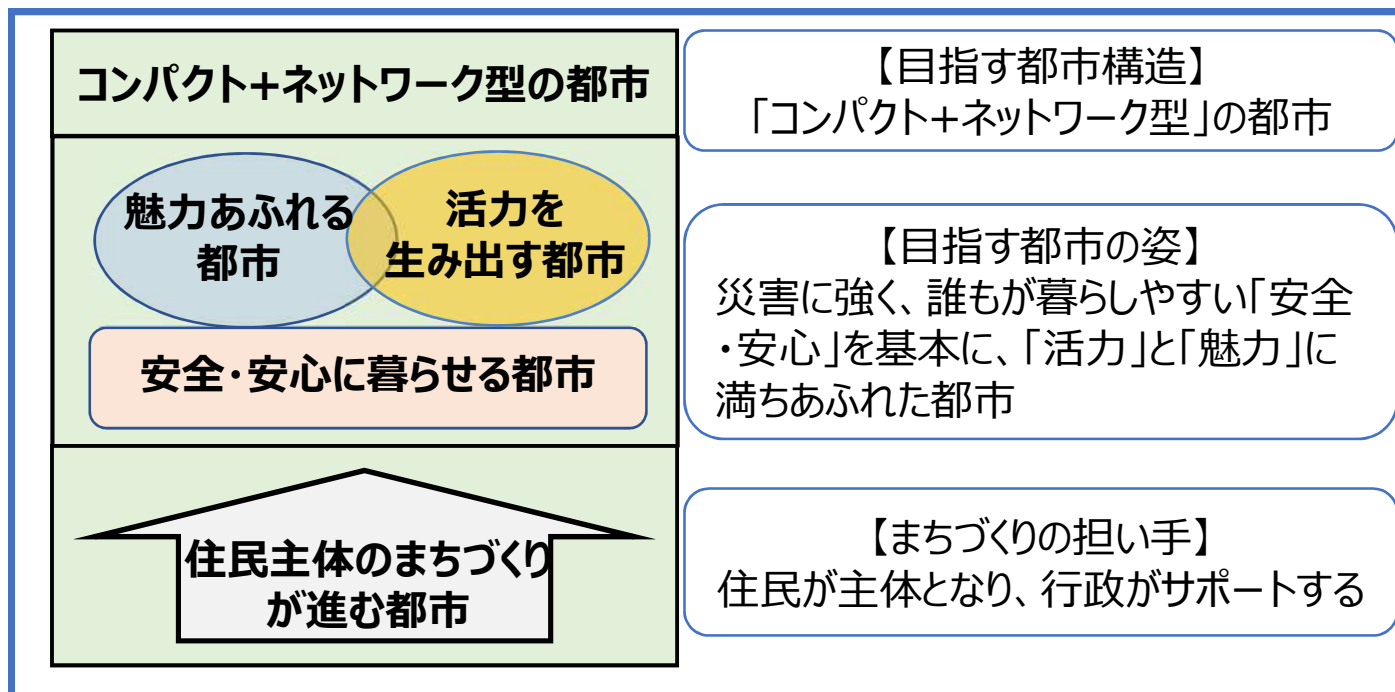 コンパクト+ネットワーク型の都市
【目指す都市構造】
「コンパクト+ネットワーク型」の都市
魅力あふれる
都市
活力を
生み出す都市
安全・安心に暮らせる都市
【目指す都市の姿】
災害に強く、誰もが暮らしやすい「安全
・安心」を基本に、「活力」と「魅力」に
満ちあふれた都市
住民主体のまちづくり
が進む都市
【まちづくりの担い手】
住民が主体となり、行政がサポートする